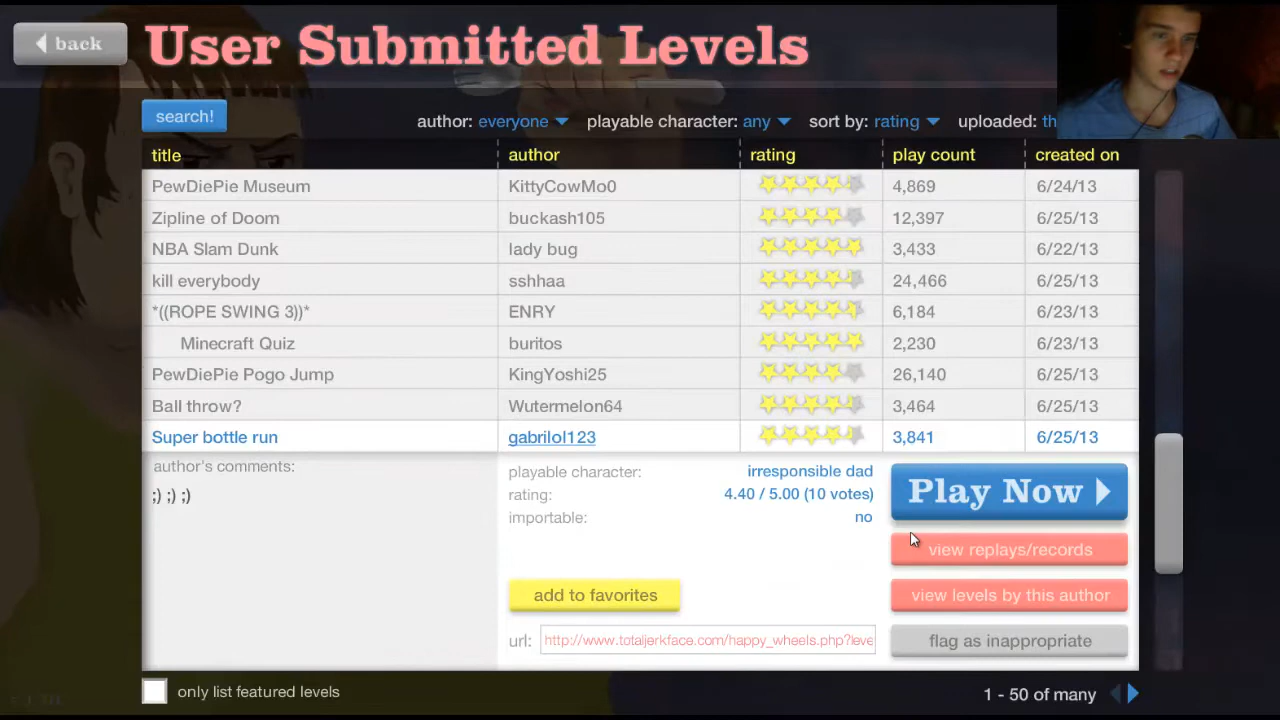 back
User Submitted Levels
search!
author: everyone playable character: any sort by: rating uploaded: th
title author rating play count created on
PewDiePie Museum KittyCowMo0 4,869 6/24/13
Zipline of Doom buckash105 12,397 6/25/13
NBA Slam Dunk lady bug 3,433 6/22/13
kill everybody sshhaa 24,466 6/25/13
*((ROPE SWING 3))* ENRY 6,184 6/23/13
Minecraft Quiz buritos 2,230 6/23/13
PewDiePie Pogo Jump KingYoshi25 26,140 6/25/13
Ball throw? Wutermelon64 3,464 6/25/13
Super bottle run gabrilol123 3,841 6/25/13
author's comments:
;) ;) ;)
playable character: irresponsible dad
rating: 4.40 / 5.00 (10 votes)
importable: no
Play Now
view replays/records
add to favorites
view levels by this author
url: http://www.totaljerkface.com/happy_wheels.php?leve
flag as inappropriate
only list featured levels
1 - 50 of many